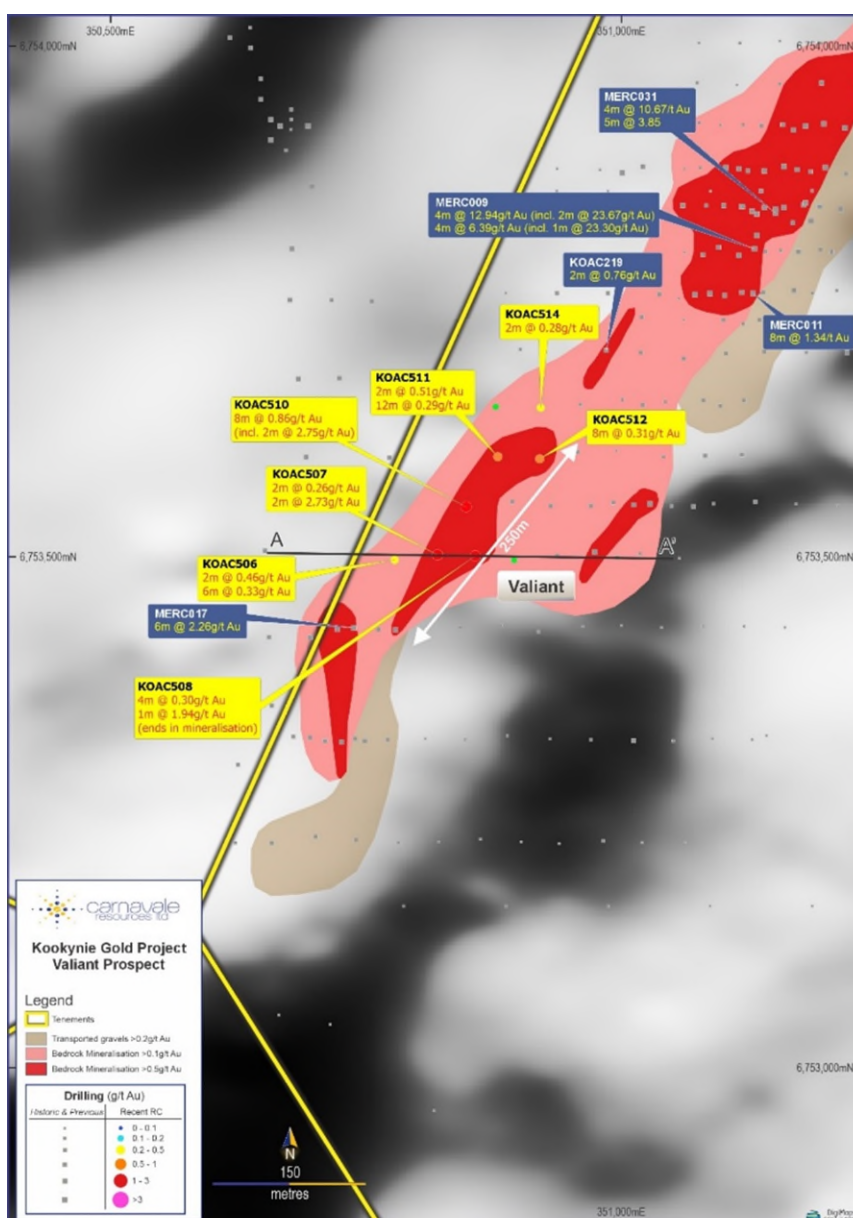 350,500mE
351,000mE
6,754,000mN
6,754,000mN
MERC031
4m @ 10.67/t Au
5m @ 3.85
MERC009
4m @ 12.94g/t Au (incl. 2m @ 23.67g/t Au)
4m @ 6.39g/t Au (incl. 1m @ 23.30g/t Au)
KOAC219
2m @ 0.76g/t Au
KOAC514
2m @ 0.28g/t Au
MERC011
8m @ 1.34/t Au
KOAC511
2m @ 0.51g/t Au
12m @ 0.29g/t Au
KOAC510
8m @ 0.86g/t Au
(incl. 2m @ 2.75g/t Au)
KOAC512
8m @ 0.31g/t Au
KOAC507
2m @ 0.26g/t Au
2m @ 2.73g/t Au
250m
A
A'
6,753,500mN
6,753,500mN
KOAC506
2m @ 0.46g/t Au
6m @ 0.33g/t Au
Valiant
MERC017
6m @ 2.26g/t Au
KOAC508
4m @ 0.30g/t Au
1m @ 1.94g/t Au
(ends in mineralisation)
carnavale
resources ltd
Kookynie Gold Project
Valiant Prospect
Legend
Tenements
Transported gravels >0.2g/t Au
Bedrock Mineralisation >0.1g/t Au
Bedrock Mineralisation >0.5g/t Au
Drilling (g/t Au)
Historic & Previous
Recent RC
0 - 0.1
0.1 - 0.2
0.2 - 0.5
0.5 - 1
1 - 3
>3
6,753,000mN
N
150
metres
351,000mE
DigiMaps